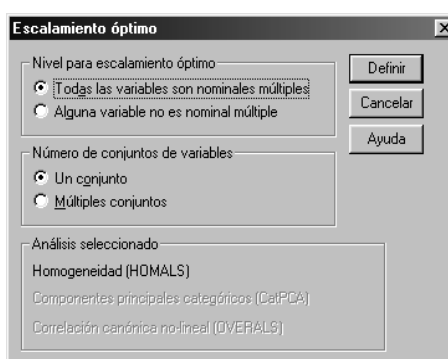 Escalamiento óptimo
Nivel para escalamiento óptimo
Todas las variables son nominales múltiples
Alguna variable no es nominal múltiple
Definir
Cancelar
Ayuda
Número de conjuntos de variables
Un conjunto
Múltiples conjuntos
Análisis seleccionado
Homogeneidad (HOMALS)
Componentes principales categóricos (CatPCA)
Correlación canónica no-lineal (OVERALS)